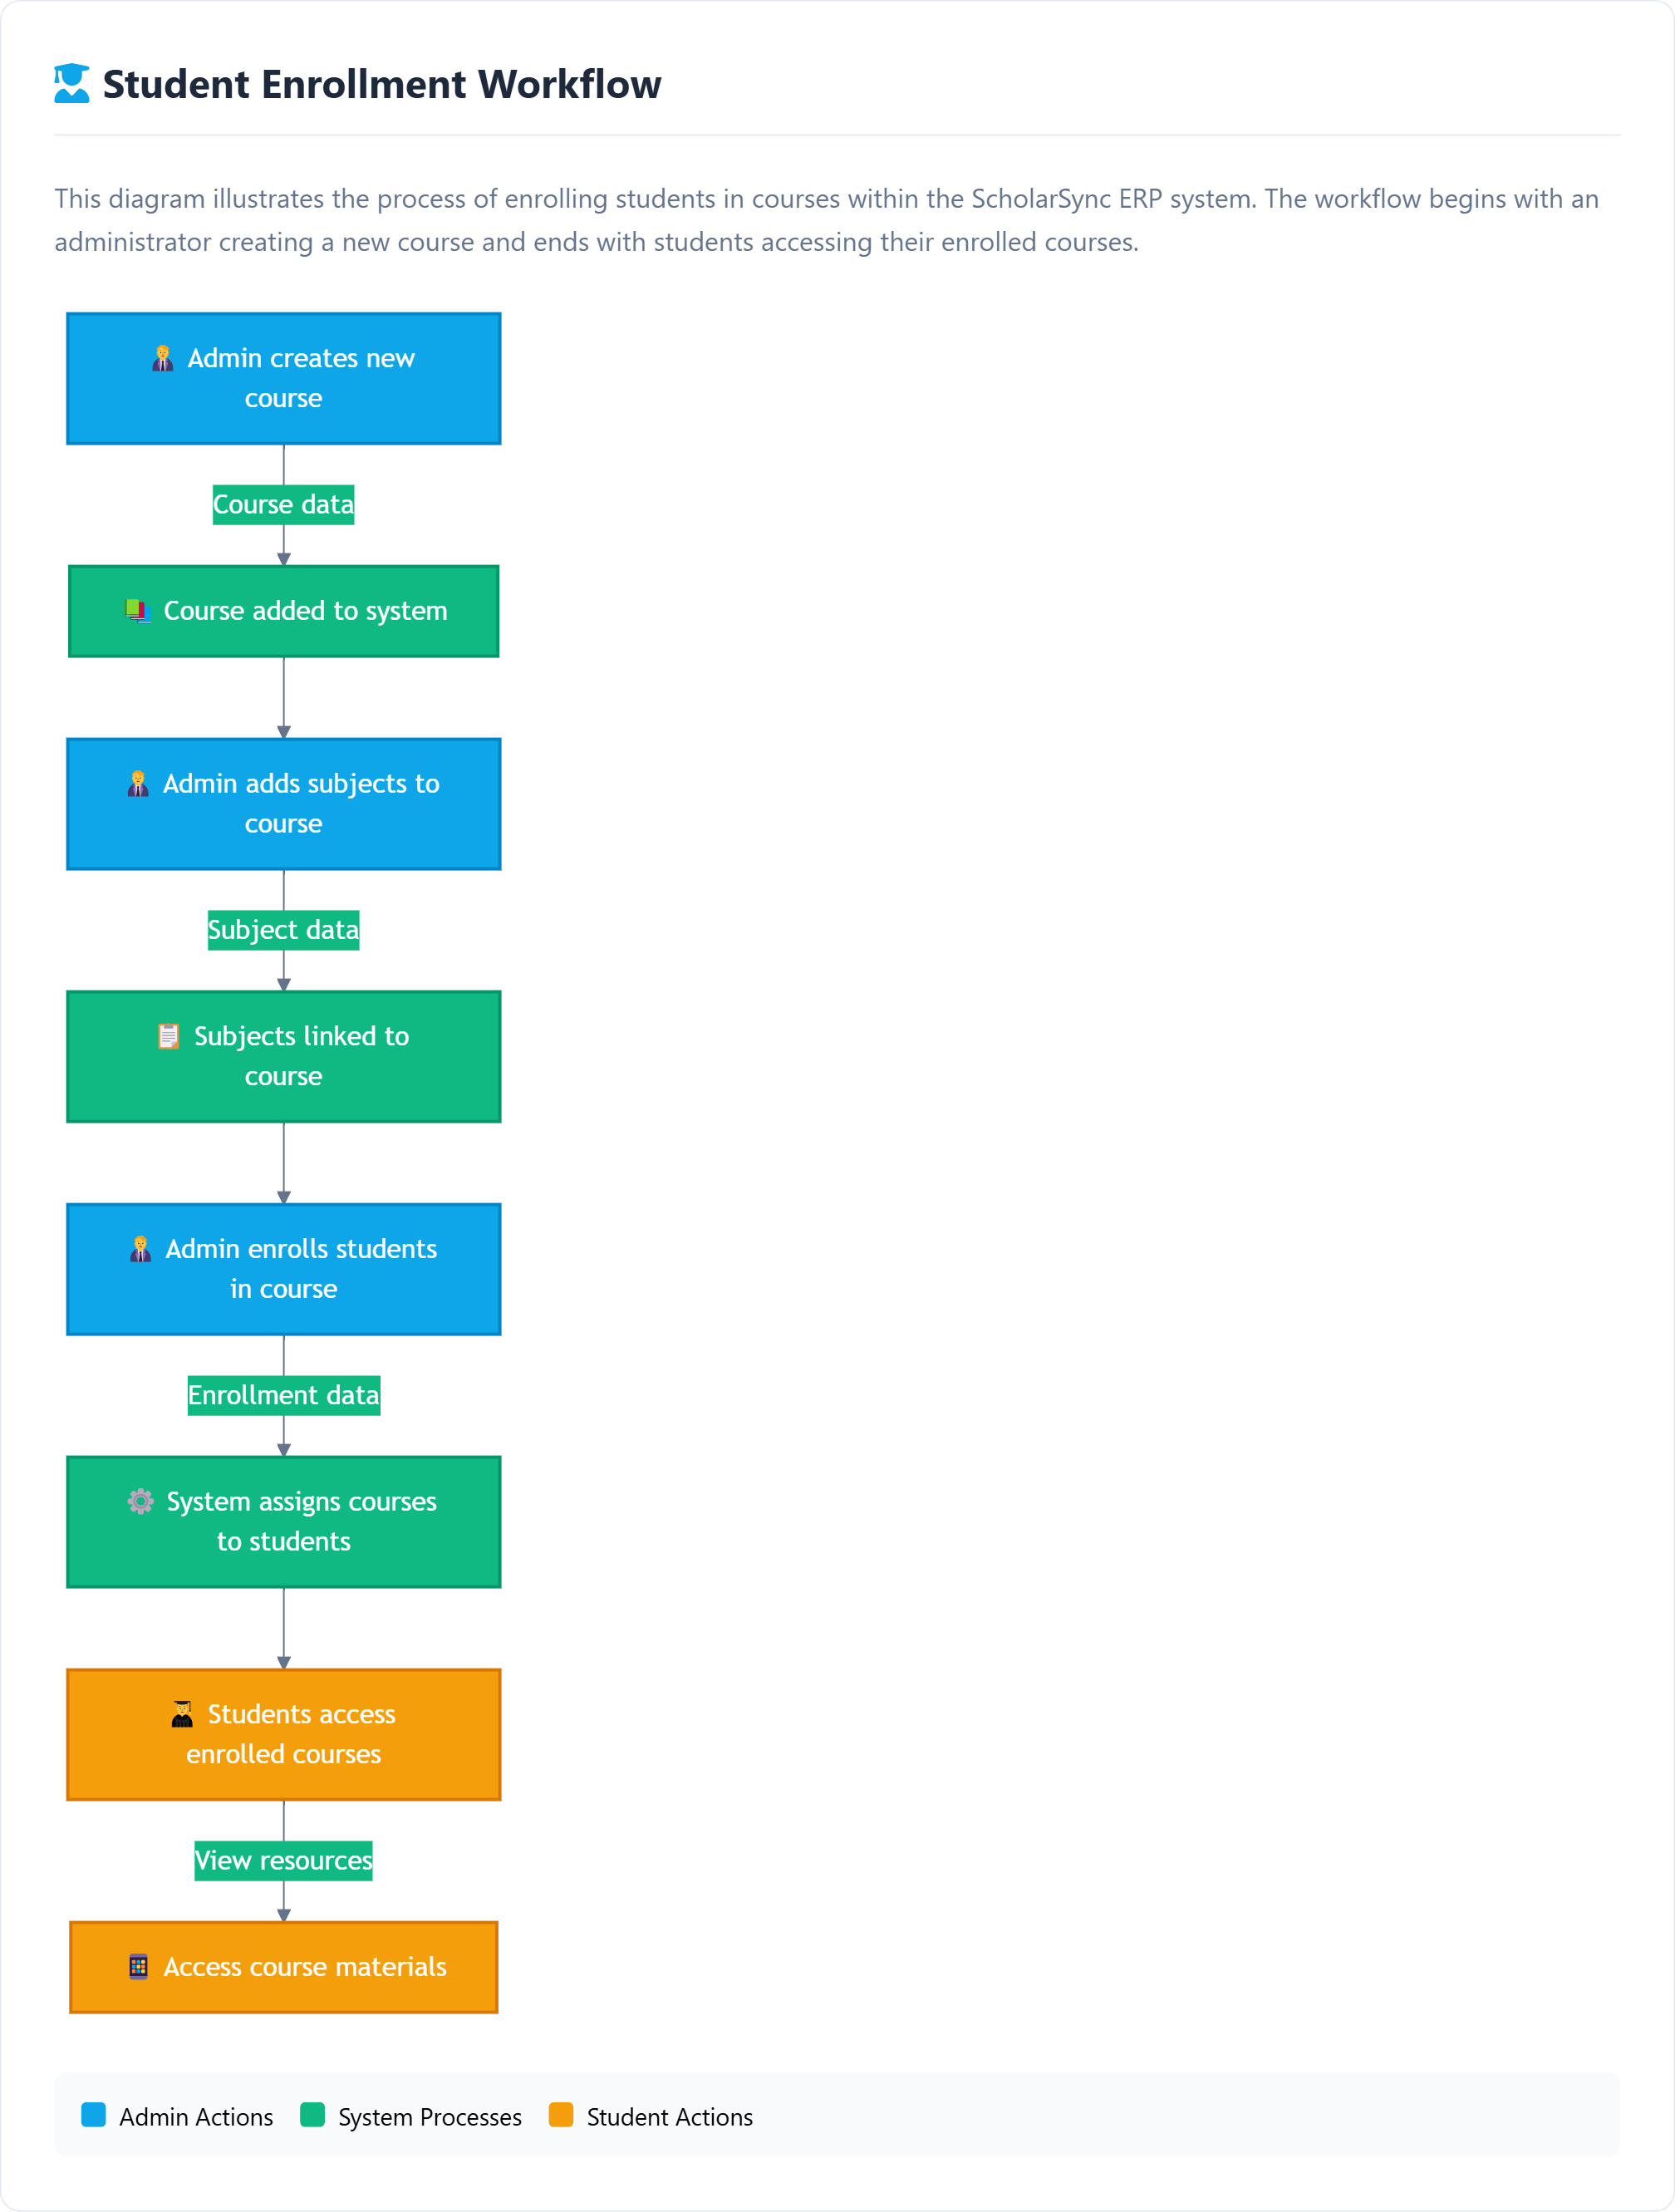 Student Enrollment Workflow
This diagram illustrates the process of enrolling students in courses within the ScholarSync ERP system. The workflow begins with an
administrator creating a new course and ends with students accessing their enrolled courses.
Admin creates new
course
Course data
Course added to system
Admin adds subjects to
course
Subject data
Subjects linked to
course
Admin enrolls students
in course
Enrollment data
System assigns courses
to students
Students access
enrolled courses
View resources
Access course materials
Admin Actions System Processes Student Actions